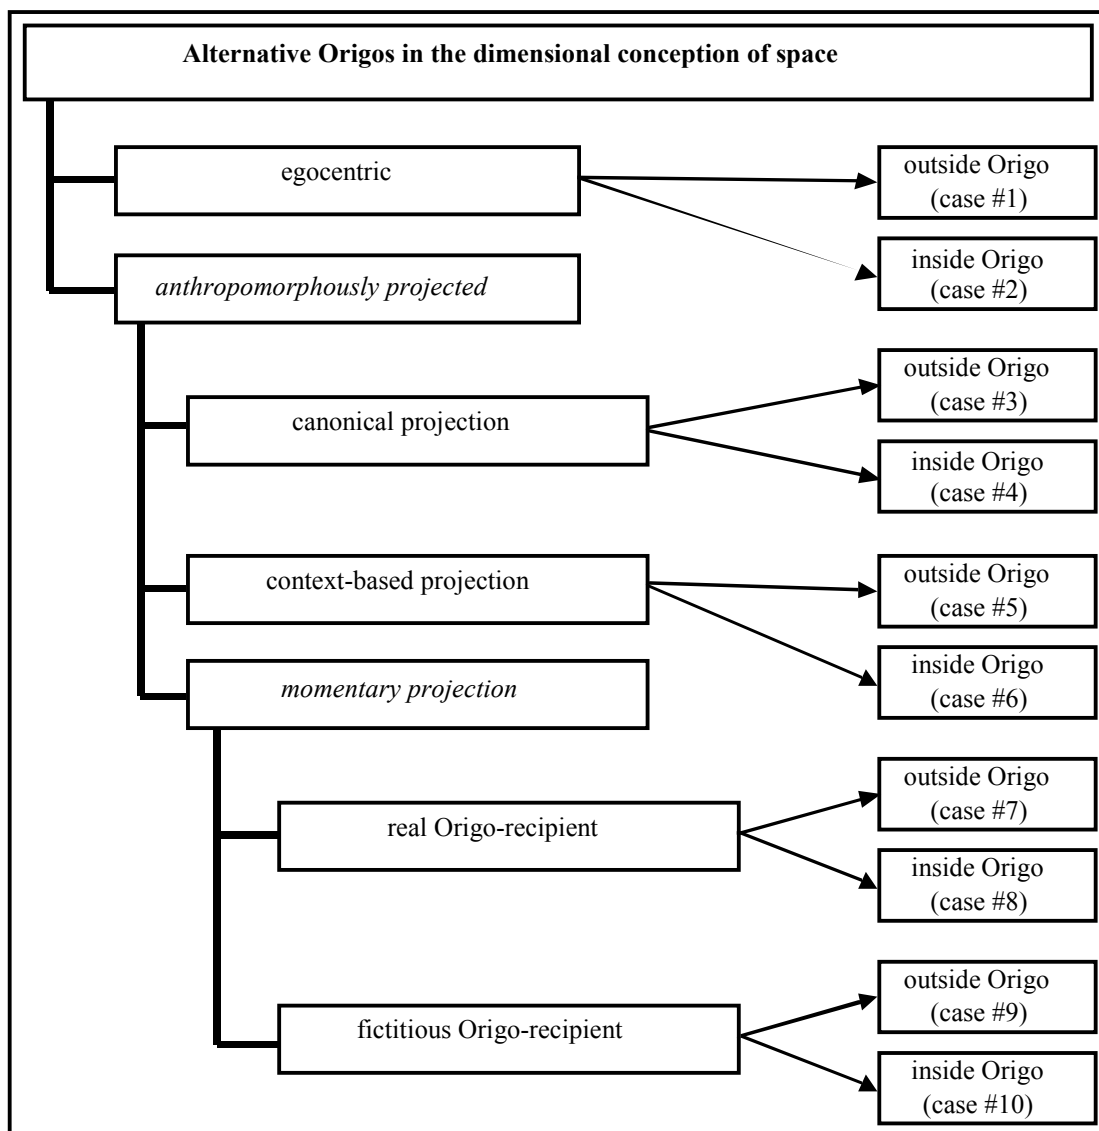 Alternative Origos in the dimensional conception of space
egocentric
outside Origo
(case #1)
inside Origo
(case #2)
anthropomorphously projected
canonical projection
outside Origo
(case #3)
inside Origo
(case #4)
context-based projection
outside Origo
(case #5)
inside Origo
(case #6)
momentary projection
real Origo-recipient
outside Origo
(case #7)
inside Origo
(case #8)
fictitious Origo-recipient
outside Origo
(case #9)
inside Origo
(case #10)